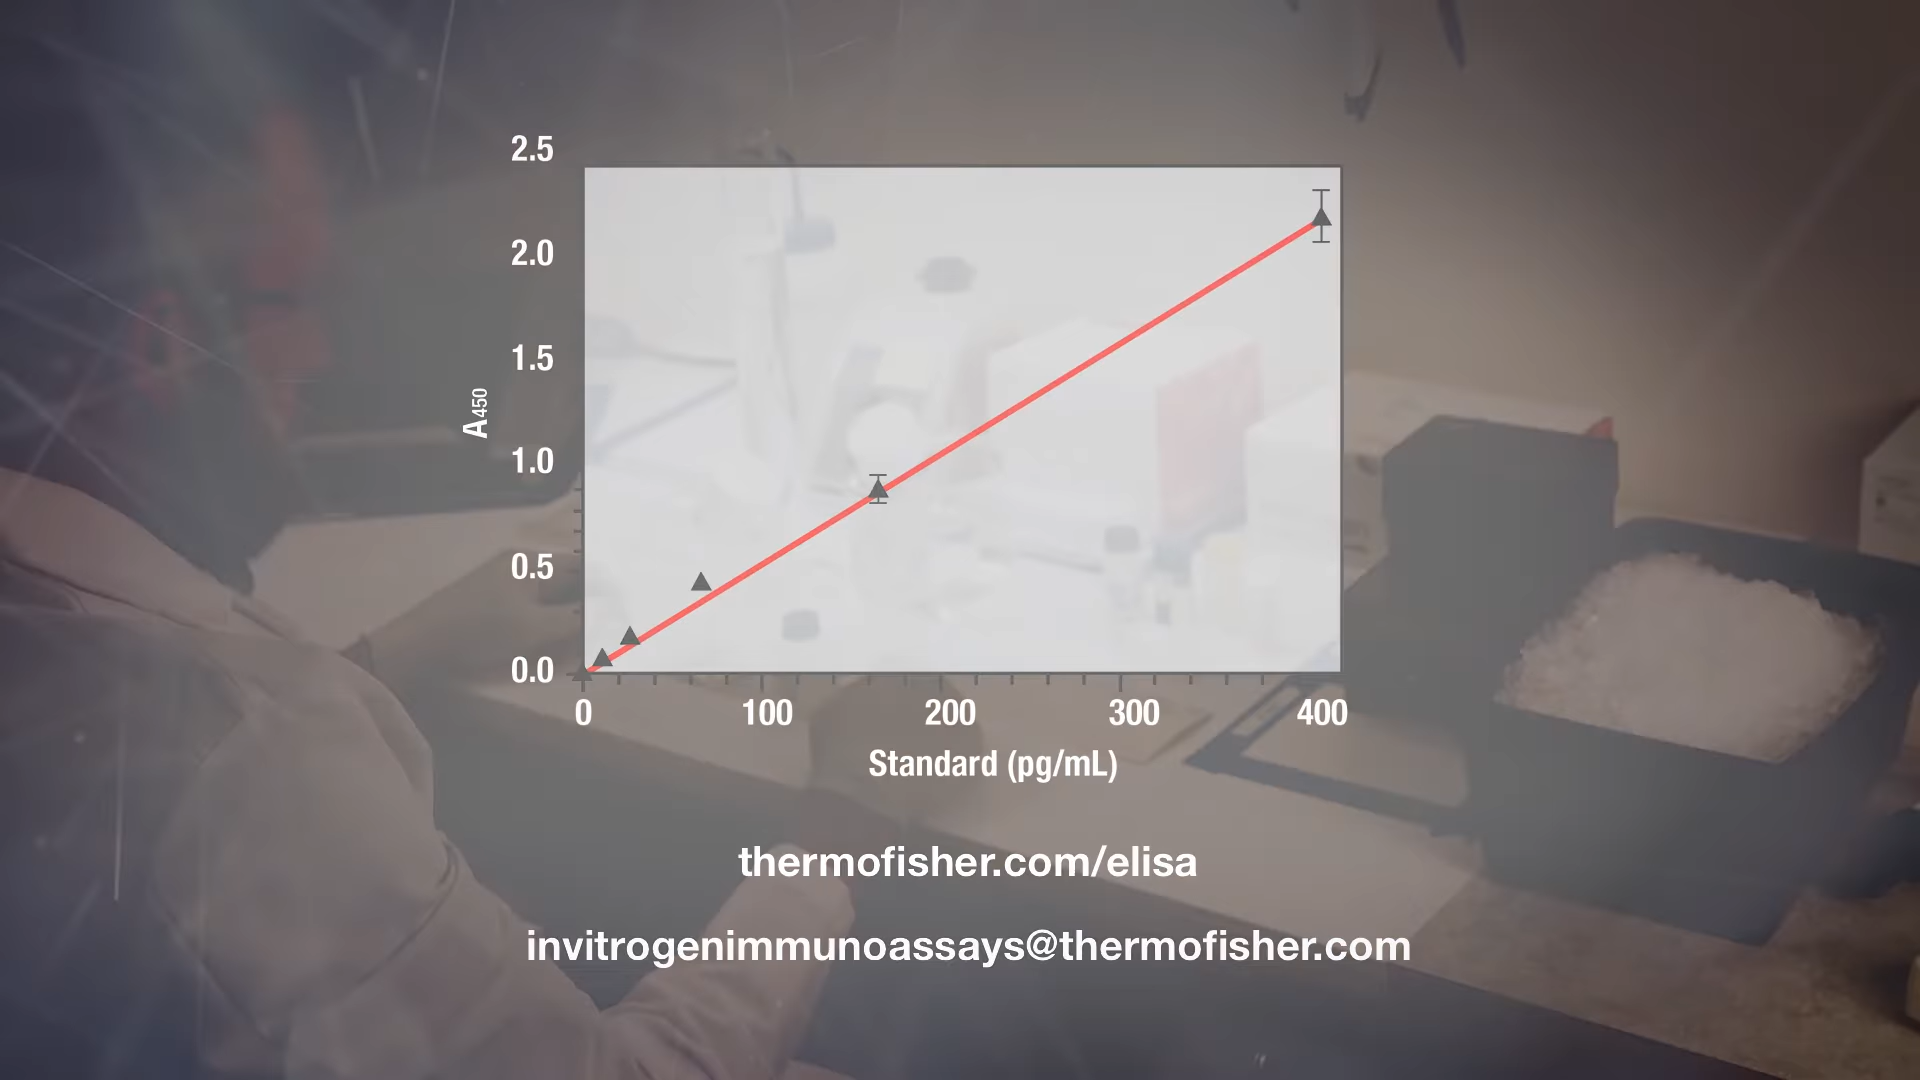 2.5
2.0
1.5
1.0
0.5
0.0
A450
0 100 200 300 400
Standard (pg/mL)
thermofisher.com/elisa
invitrogenimmunoassays@thermofisher.com